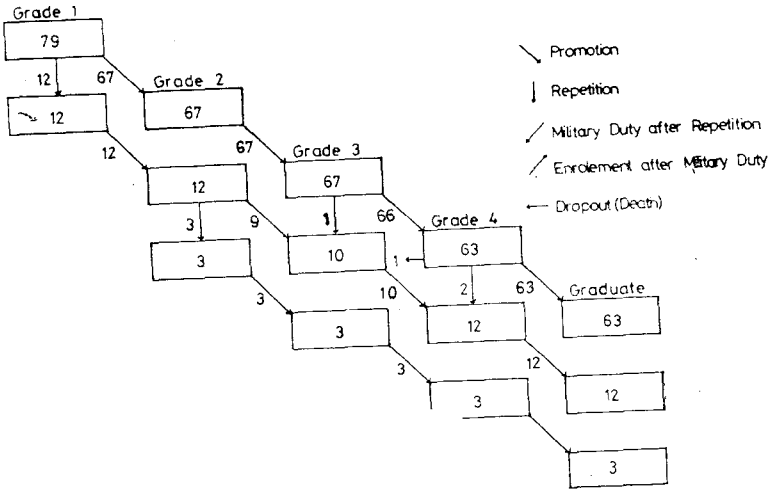 Grade 1
79
12
67
Grade 2
67
12
12
67
Grade 3
67
12
3
9
1
66
Grade 4
63
10
1
3
3
10
2
63
Graduate
63
12
3
3
12
12
3
3
Promotion
Repetition
Military Duty after Repetition
Enrolement after Military Duty
Dropout (Death)